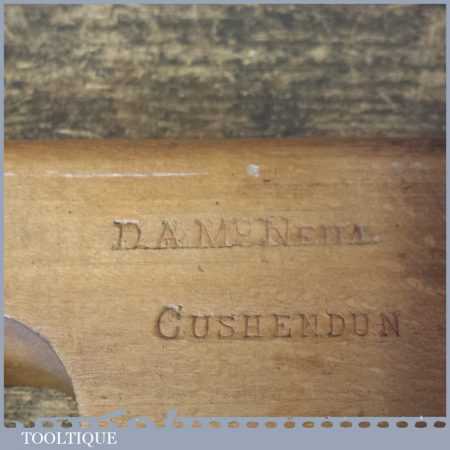 D. A. McNeill
CUSHENDUN
TOOLTIQUE